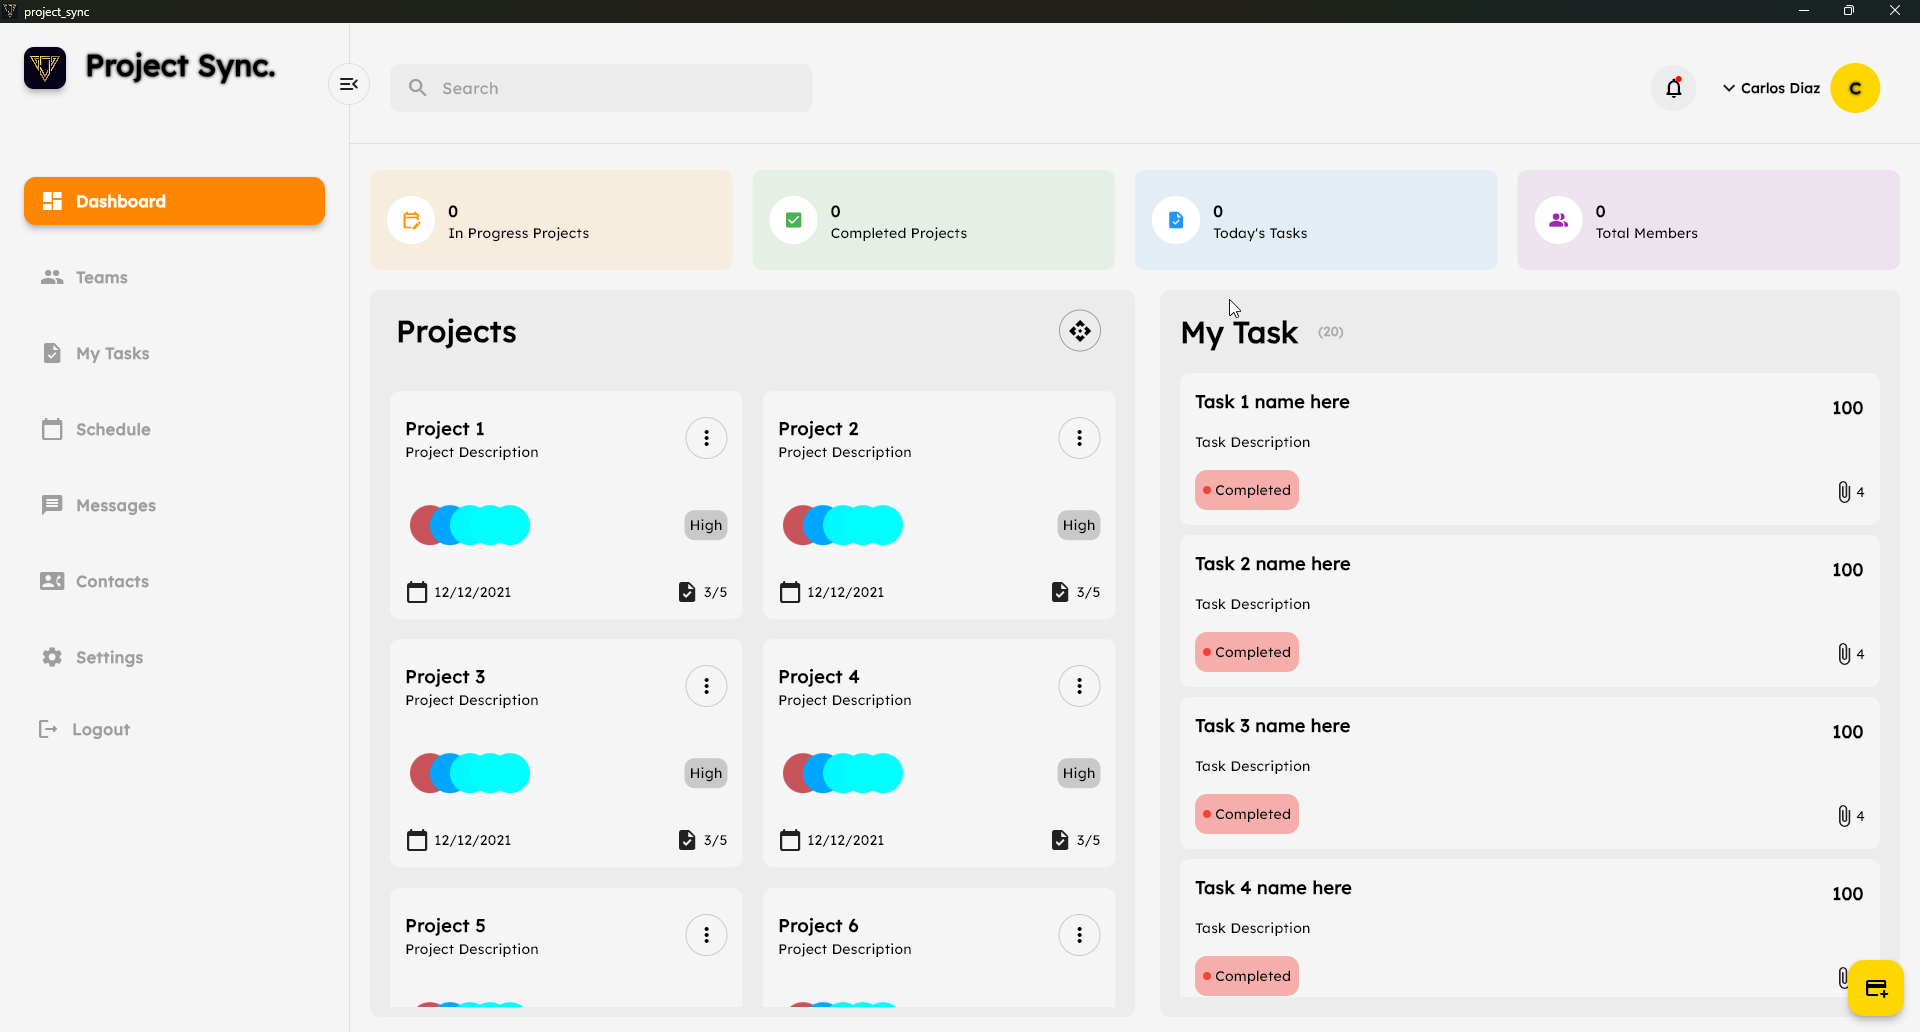 project_sync
Project Sync.
Search
Carlos Diaz
C
Dashboard
Teams
My Tasks
Schedule
Messages
Contacts
Settings
Logout
0
In Progress Projects
0
Completed Projects
0
Today's Tasks
0
Total Members
Projects
Project 1
Project Description
High
12/12/2021
3/5
Project 2
Project Description
High
12/12/2021
3/5
Project 3
Project Description
High
12/12/2021
3/5
Project 4
Project Description
High
12/12/2021
3/5
Project 5
Project Description
Project 6
Project Description
My Task (20)
Task 1 name here
100
Task Description
Completed
4
Task 2 name here
100
Task Description
Completed
4
Task 3 name here
100
Task Description
Completed
4
Task 4 name here
100
Task Description
Completed